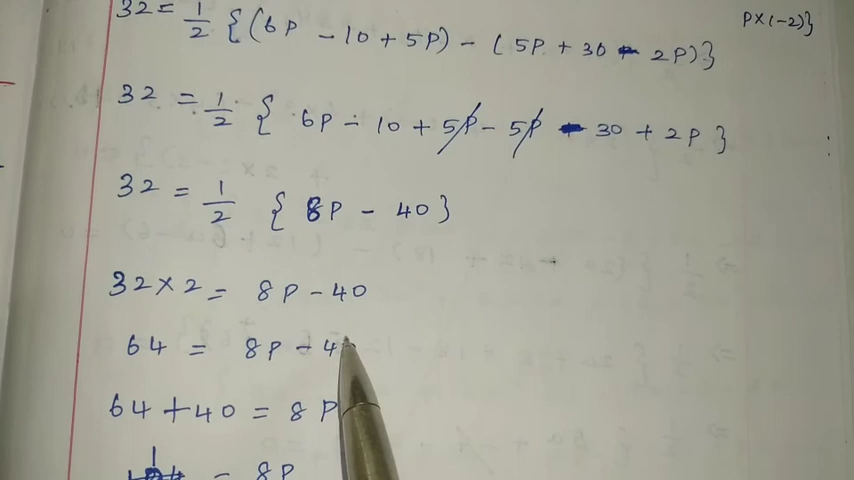 P×(-2)}
32 = 1/2 {(6P - 10 + 5P) - (5P + 30 - 2P)}
32 = 1/2 { 6P - 10 + 5P - 5P - 30 + 2P }
32 = 1/2 { 8P - 40}
32×2 = 8P - 40
64 = 8P - 4
64 + 40 = 8P
= 8P